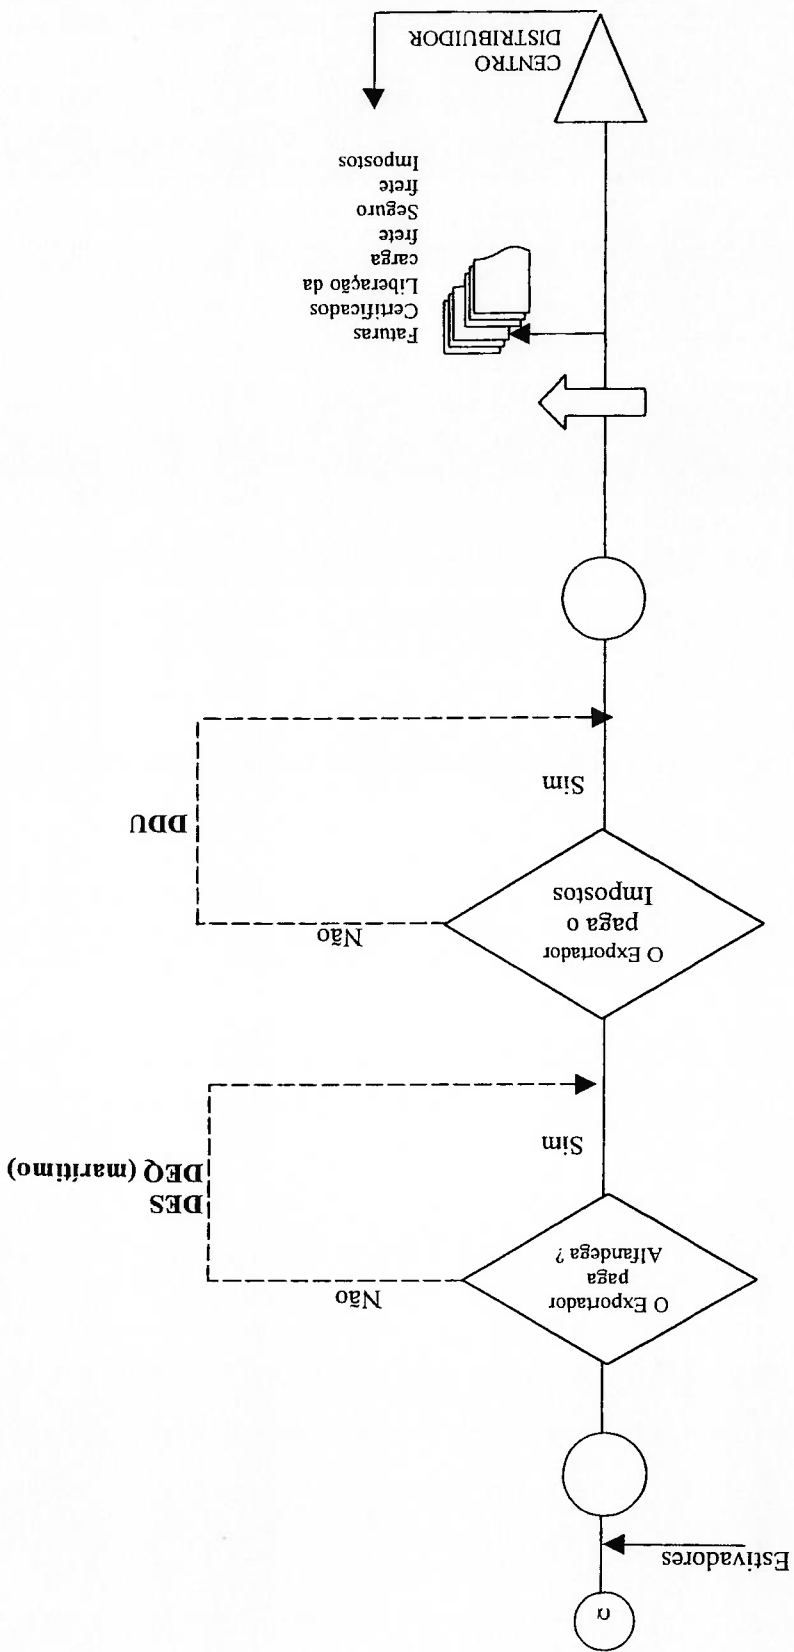 α
Estivadores
O Exportador
paga
Alfandega ?
Não
DES
DEQ (marítimo)
Sim
O Exportador
paga o
Impostos
Não
DDU
Sim
Faturas
Certificados
Liberação da
carga
frete
Seguro
frete
Impostos
CENTRO
DISTRIBUIDOR